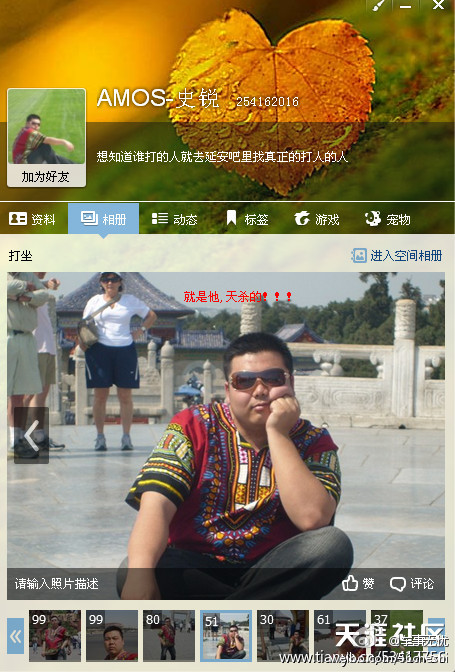 AMOS-史锐 254162016
想知道谁打的人就去延安吧里找真正的打人的人
加为好友
资料 相册 动态 标签 游戏 宠物
打坐 进入空间相册
就是他,天杀的！！！
请输入照片描述 赞 评论
99 99 80 51 30 61 37
天涯社区